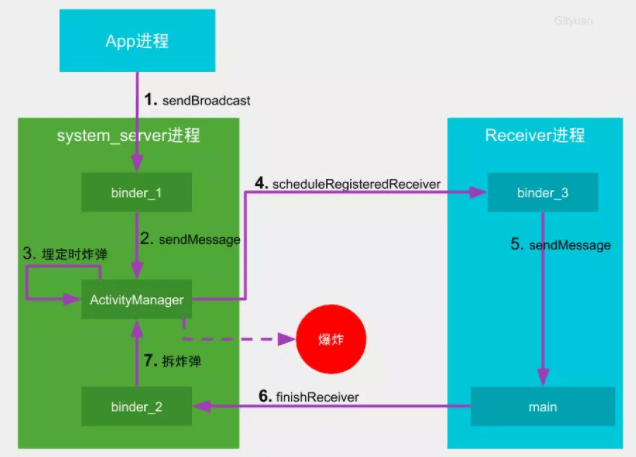 Gityuan
App进程
1. sendBroadcast
system_server进程
Receiver进程
binder_1
4. scheduleRegisteredReceiver
binder_3
2. sendMessage
5. sendMessage
3. 埋定时炸弹
ActivityManager
爆炸
7. 拆炸弹
6. finishReceiver
binder_2
main